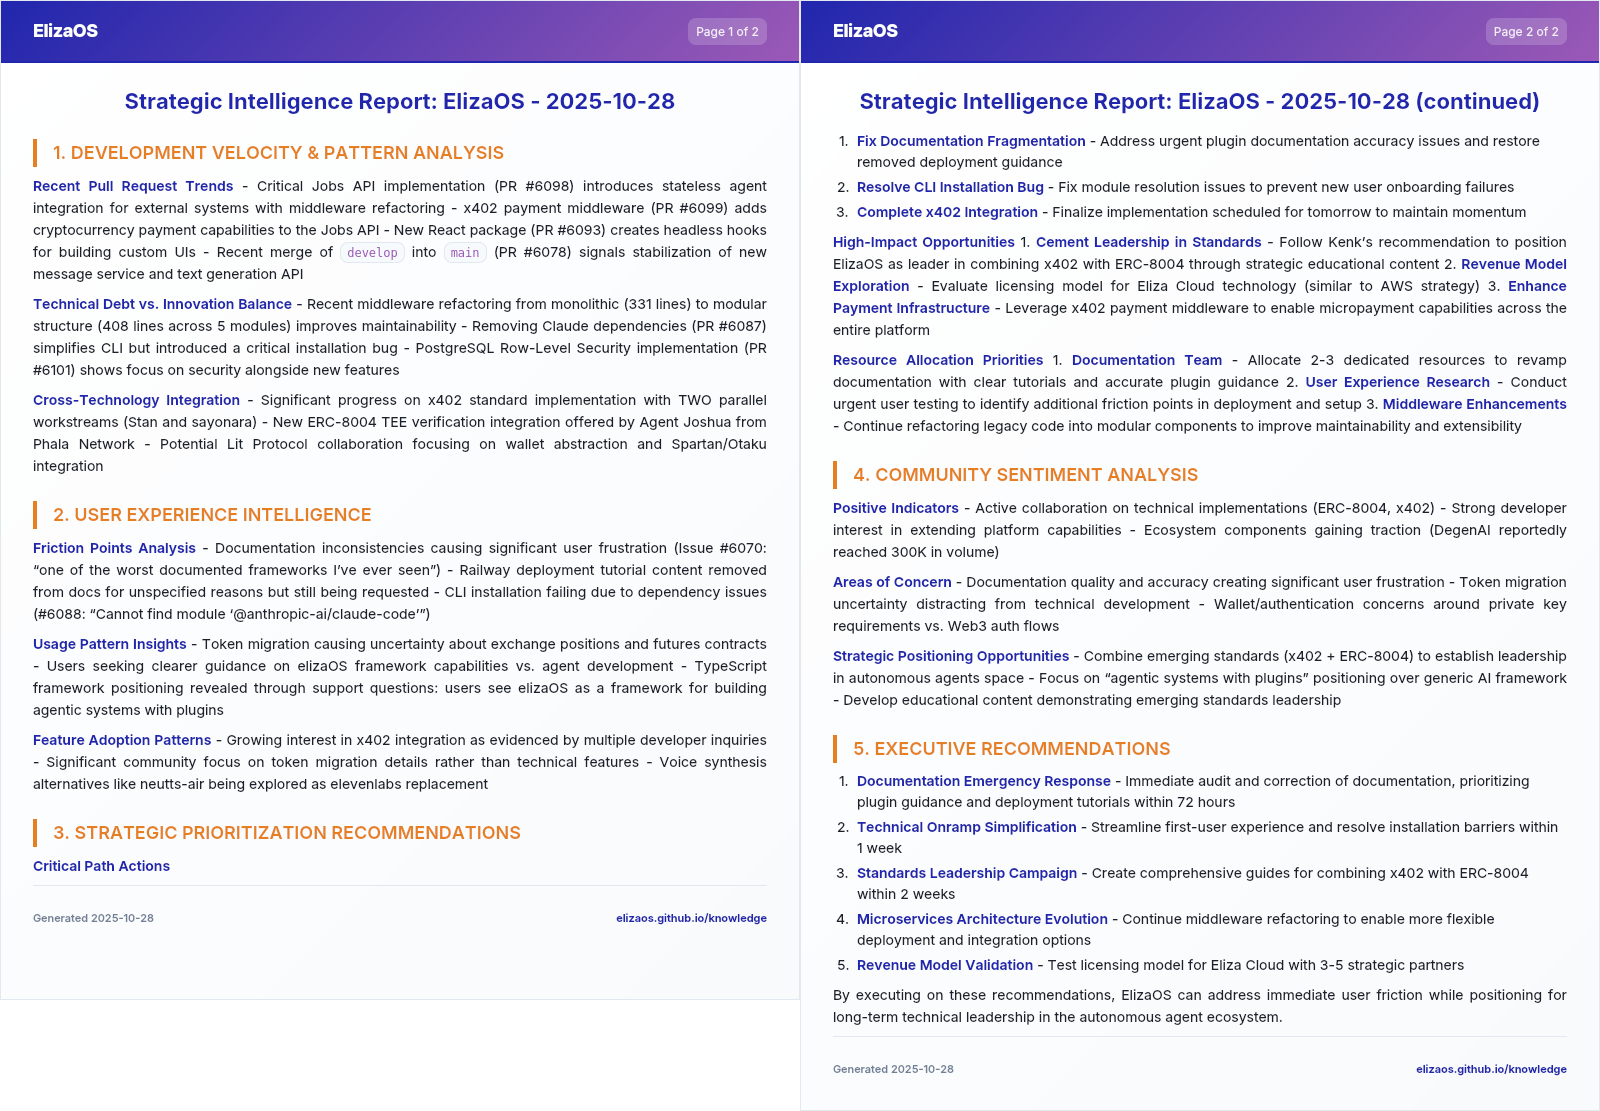 ElizaOS
Page 1 of 2
Strategic Intelligence Report: ElizaOS - 2025-10-28
1. DEVELOPMENT VELOCITY & PATTERN ANALYSIS
Recent Pull Request Trends - Critical Jobs API implementation (PR #6098) introduces stateless agent
integration for external systems with middleware refactoring - x402 payment middleware (PR #6099) adds
cryptocurrency payment capabilities to the Jobs API - New React package (PR #6093) creates headless hooks
for building custom UIs - Recent merge of develop into main (PR #6078) signals stabilization of new
message service and text generation API
Technical Debt vs. Innovation Balance - Recent middleware refactoring from monolithic (331 lines) to modular
structure (408 lines across 5 modules) improves maintainability - Removing Claude dependencies (PR #6087)
simplifies CLI but introduced a critical installation bug - PostgreSQL Row-Level Security implementation (PR
#6101) shows focus on security alongside new features
Cross-Technology Integration - Significant progress on x402 standard implementation with TWO parallel
workstreams (Stan and sayonara) - New ERC-8004 TEE verification integration offered by Agent Joshua from
Phala Network - Potential Lit Protocol collaboration focusing on wallet abstraction and Spartan/Otaku
integration
2. USER EXPERIENCE INTELLIGENCE
Friction Points Analysis - Documentation inconsistencies causing significant user frustration (Issue #6070:
“one of the worst documented frameworks I’ve ever seen”) - Railway deployment tutorial content removed
from docs for unspecified reasons but still being requested - CLI installation failing due to dependency issues
(#6088: “Cannot find module ‘@anthropic-ai/claude-code’”)
Usage Pattern Insights - Token migration causing uncertainty about exchange positions and futures contracts
- Users seeking clearer guidance on elizaOS framework capabilities vs. agent development - TypeScript
framework positioning revealed through support questions: users see elizaOS as a framework for building
agentic systems with plugins
Feature Adoption Patterns - Growing interest in x402 integration as evidenced by multiple developer inquiries
- Significant community focus on token migration details rather than technical features - Voice synthesis
alternatives like neutts-air being explored as elevenlabs replacement
3. STRATEGIC PRIORITIZATION RECOMMENDATIONS
Critical Path Actions
Generated 2025-10-28
elizaos.github.io/knowledge
ElizaOS
Page 2 of 2
Strategic Intelligence Report: ElizaOS - 2025-10-28 (continued)
1. Fix Documentation Fragmentation - Address urgent plugin documentation accuracy issues and restore
removed deployment guidance
2. Resolve CLI Installation Bug - Fix module resolution issues to prevent new user onboarding failures
3. Complete x402 Integration - Finalize implementation scheduled for tomorrow to maintain momentum
High-Impact Opportunities 1. Cement Leadership in Standards - Follow Kenk’s recommendation to position
ElizaOS as leader in combining x402 with ERC-8004 through strategic educational content 2. Revenue Model
Exploration - Evaluate licensing model for Eliza Cloud technology (similar to AWS strategy) 3. Enhance
Payment Infrastructure - Leverage x402 payment middleware to enable micropayment capabilities across the
entire platform
Resource Allocation Priorities 1. Documentation Team - Allocate 2-3 dedicated resources to revamp
documentation with clear tutorials and accurate plugin guidance 2. User Experience Research - Conduct
urgent user testing to identify additional friction points in deployment and setup 3. Middleware Enhancements
- Continue refactoring legacy code into modular components to improve maintainability and extensibility
4. COMMUNITY SENTIMENT ANALYSIS
Positive Indicators - Active collaboration on technical implementations (ERC-8004, x402) - Strong developer
interest in extending platform capabilities - Ecosystem components gaining traction (DegenAI reportedly
reached 300K in volume)
Areas of Concern - Documentation quality and accuracy creating significant user frustration - Token migration
uncertainty distracting from technical development - Wallet/authentication concerns around private key
requirements vs. Web3 auth flows
Strategic Positioning Opportunities - Combine emerging standards (x402 + ERC-8004) to establish leadership
in autonomous agents space - Focus on “agentic systems with plugins” positioning over generic AI framework
- Develop educational content demonstrating emerging standards leadership
5. EXECUTIVE RECOMMENDATIONS
1. Documentation Emergency Response - Immediate audit and correction of documentation, prioritizing
plugin guidance and deployment tutorials within 72 hours
2. Technical Onramp Simplification - Streamline first-user experience and resolve installation barriers within
1 week
3. Standards Leadership Campaign - Create comprehensive guides for combining x402 with ERC-8004
within 2 weeks
4. Microservices Architecture Evolution - Continue middleware refactoring to enable more flexible
deployment and integration options
5. Revenue Model Validation - Test licensing model for Eliza Cloud with 3-5 strategic partners
By executing on these recommendations, ElizaOS can address immediate user friction while positioning for
long-term technical leadership in the autonomous agent ecosystem.
Generated 2025-10-28
elizaos.github.io/knowledge